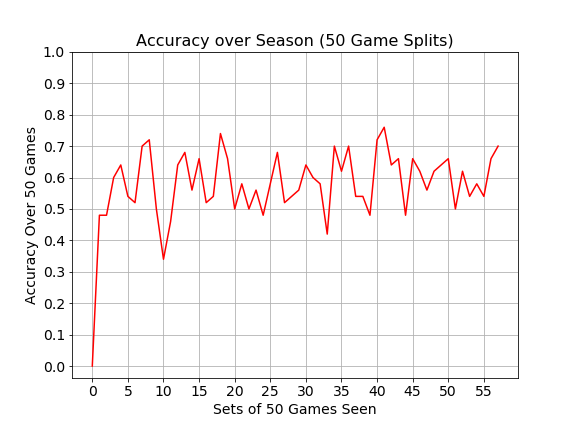 Accuracy over Season (50 Game Splits)
1.0
0.9
0.8
0.7
0.6
0.5
0.4
0.3
0.2
0.1
0.0
Accuracy Over 50 Games
0 5 10 15 20 25 30 35 40 45 50 55
Sets of 50 Games Seen